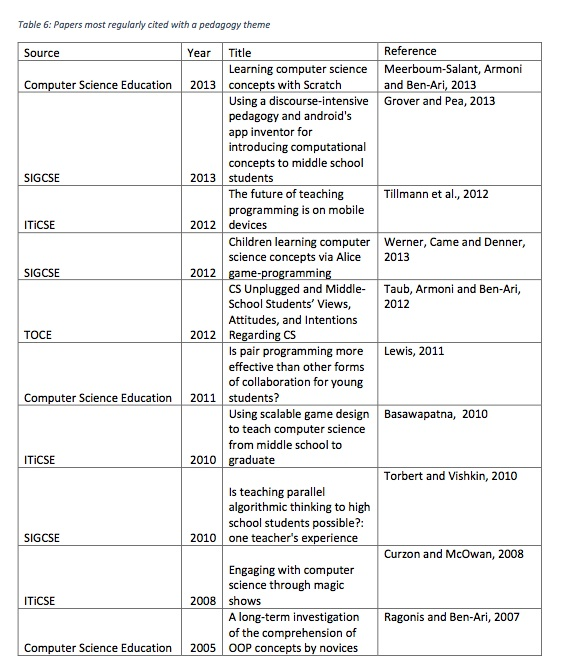 Table 6: Papers most regularly cited with a pedagogy theme
Source Year Title Reference
Computer Science Education 2013 Learning computer science concepts with Scratch Meerboum-Salant, Armoni and Ben-Ari, 2013
SIGCSE 2013 Using a discourse-intensive pedagogy and android's app inventor for introducing computational concepts to middle school students Grover and Pea, 2013
ITiCSE 2012 The future of teaching programming is on mobile devices Tillmann et al., 2012
SIGCSE 2012 Children learning computer science concepts via Alice game-programming Werner, Came and Denner, 2013
TOCE 2012 CS Unplugged and Middle-School Students' Views, Attitudes, and Intentions Regarding CS Taub, Armoni and Ben-Ari, 2012
Computer Science Education 2011 Is pair programming more effective than other forms of collaboration for young students? Lewis, 2011
ITiCSE 2010 Using scalable game design to teach computer science from middle school to graduate Basawapatna, 2010
SIGCSE 2010 Is teaching parallel algorithmic thinking to high school students possible?: one teacher's experience Torbert and Vishkin, 2010
ITiCSE 2008 Engaging with computer science through magic shows Curzon and McOwan, 2008
Computer Science Education 2005 A long-term investigation of the comprehension of OOP concepts by novices Ragonis and Ben-Ari, 2007